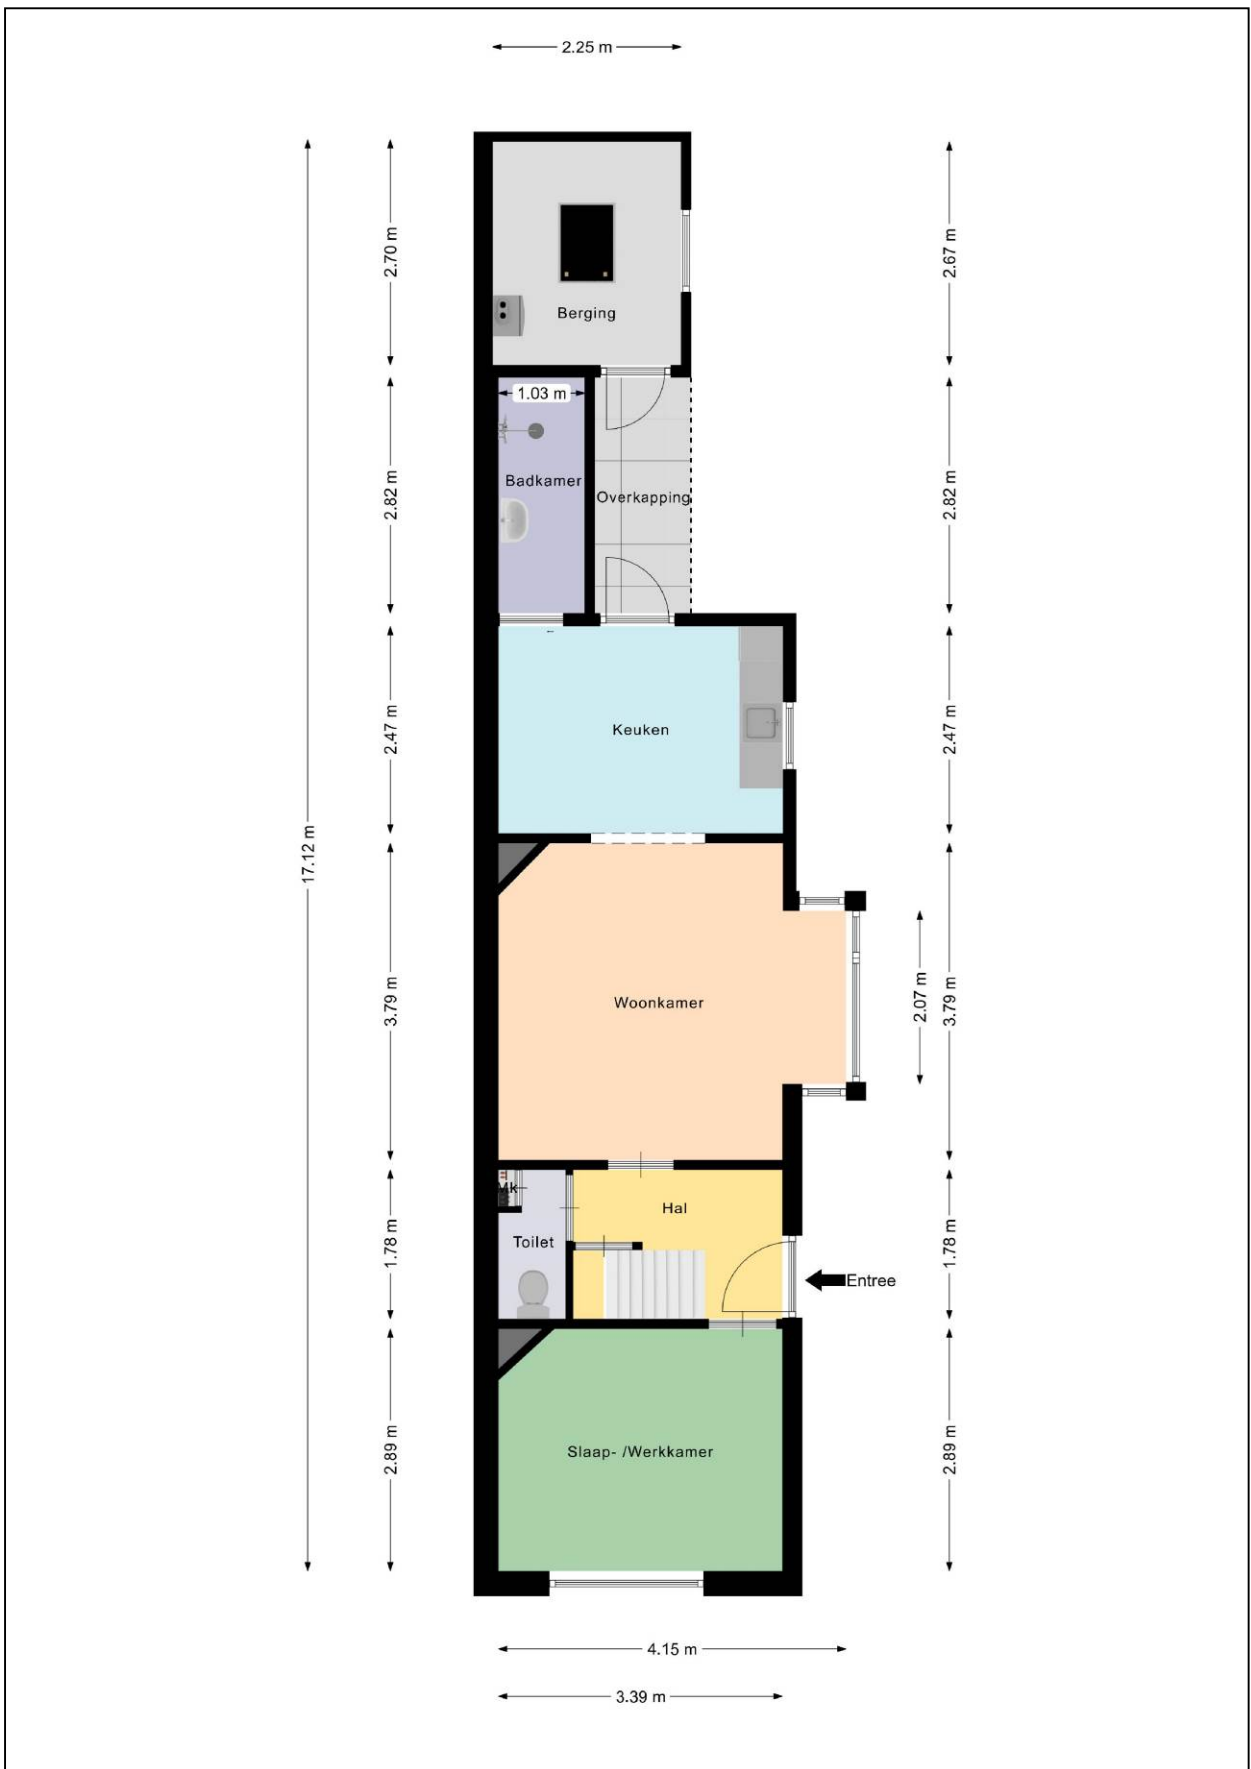 2.25 m
2.70 m
2.67 m
Berging
1.03 m
Badkamer
Overkapping
2.82 m
2.82 m
Keuken
2.47 m
2.47 m
17.12 m
Woonkamer
3.79 m
2.07 m
3.79 m
Mk
Hal
Toilet
1.78 m
1.78 m
Entree
Slaap- /Werkkamer
2.89 m
2.89 m
4.15 m
3.39 m